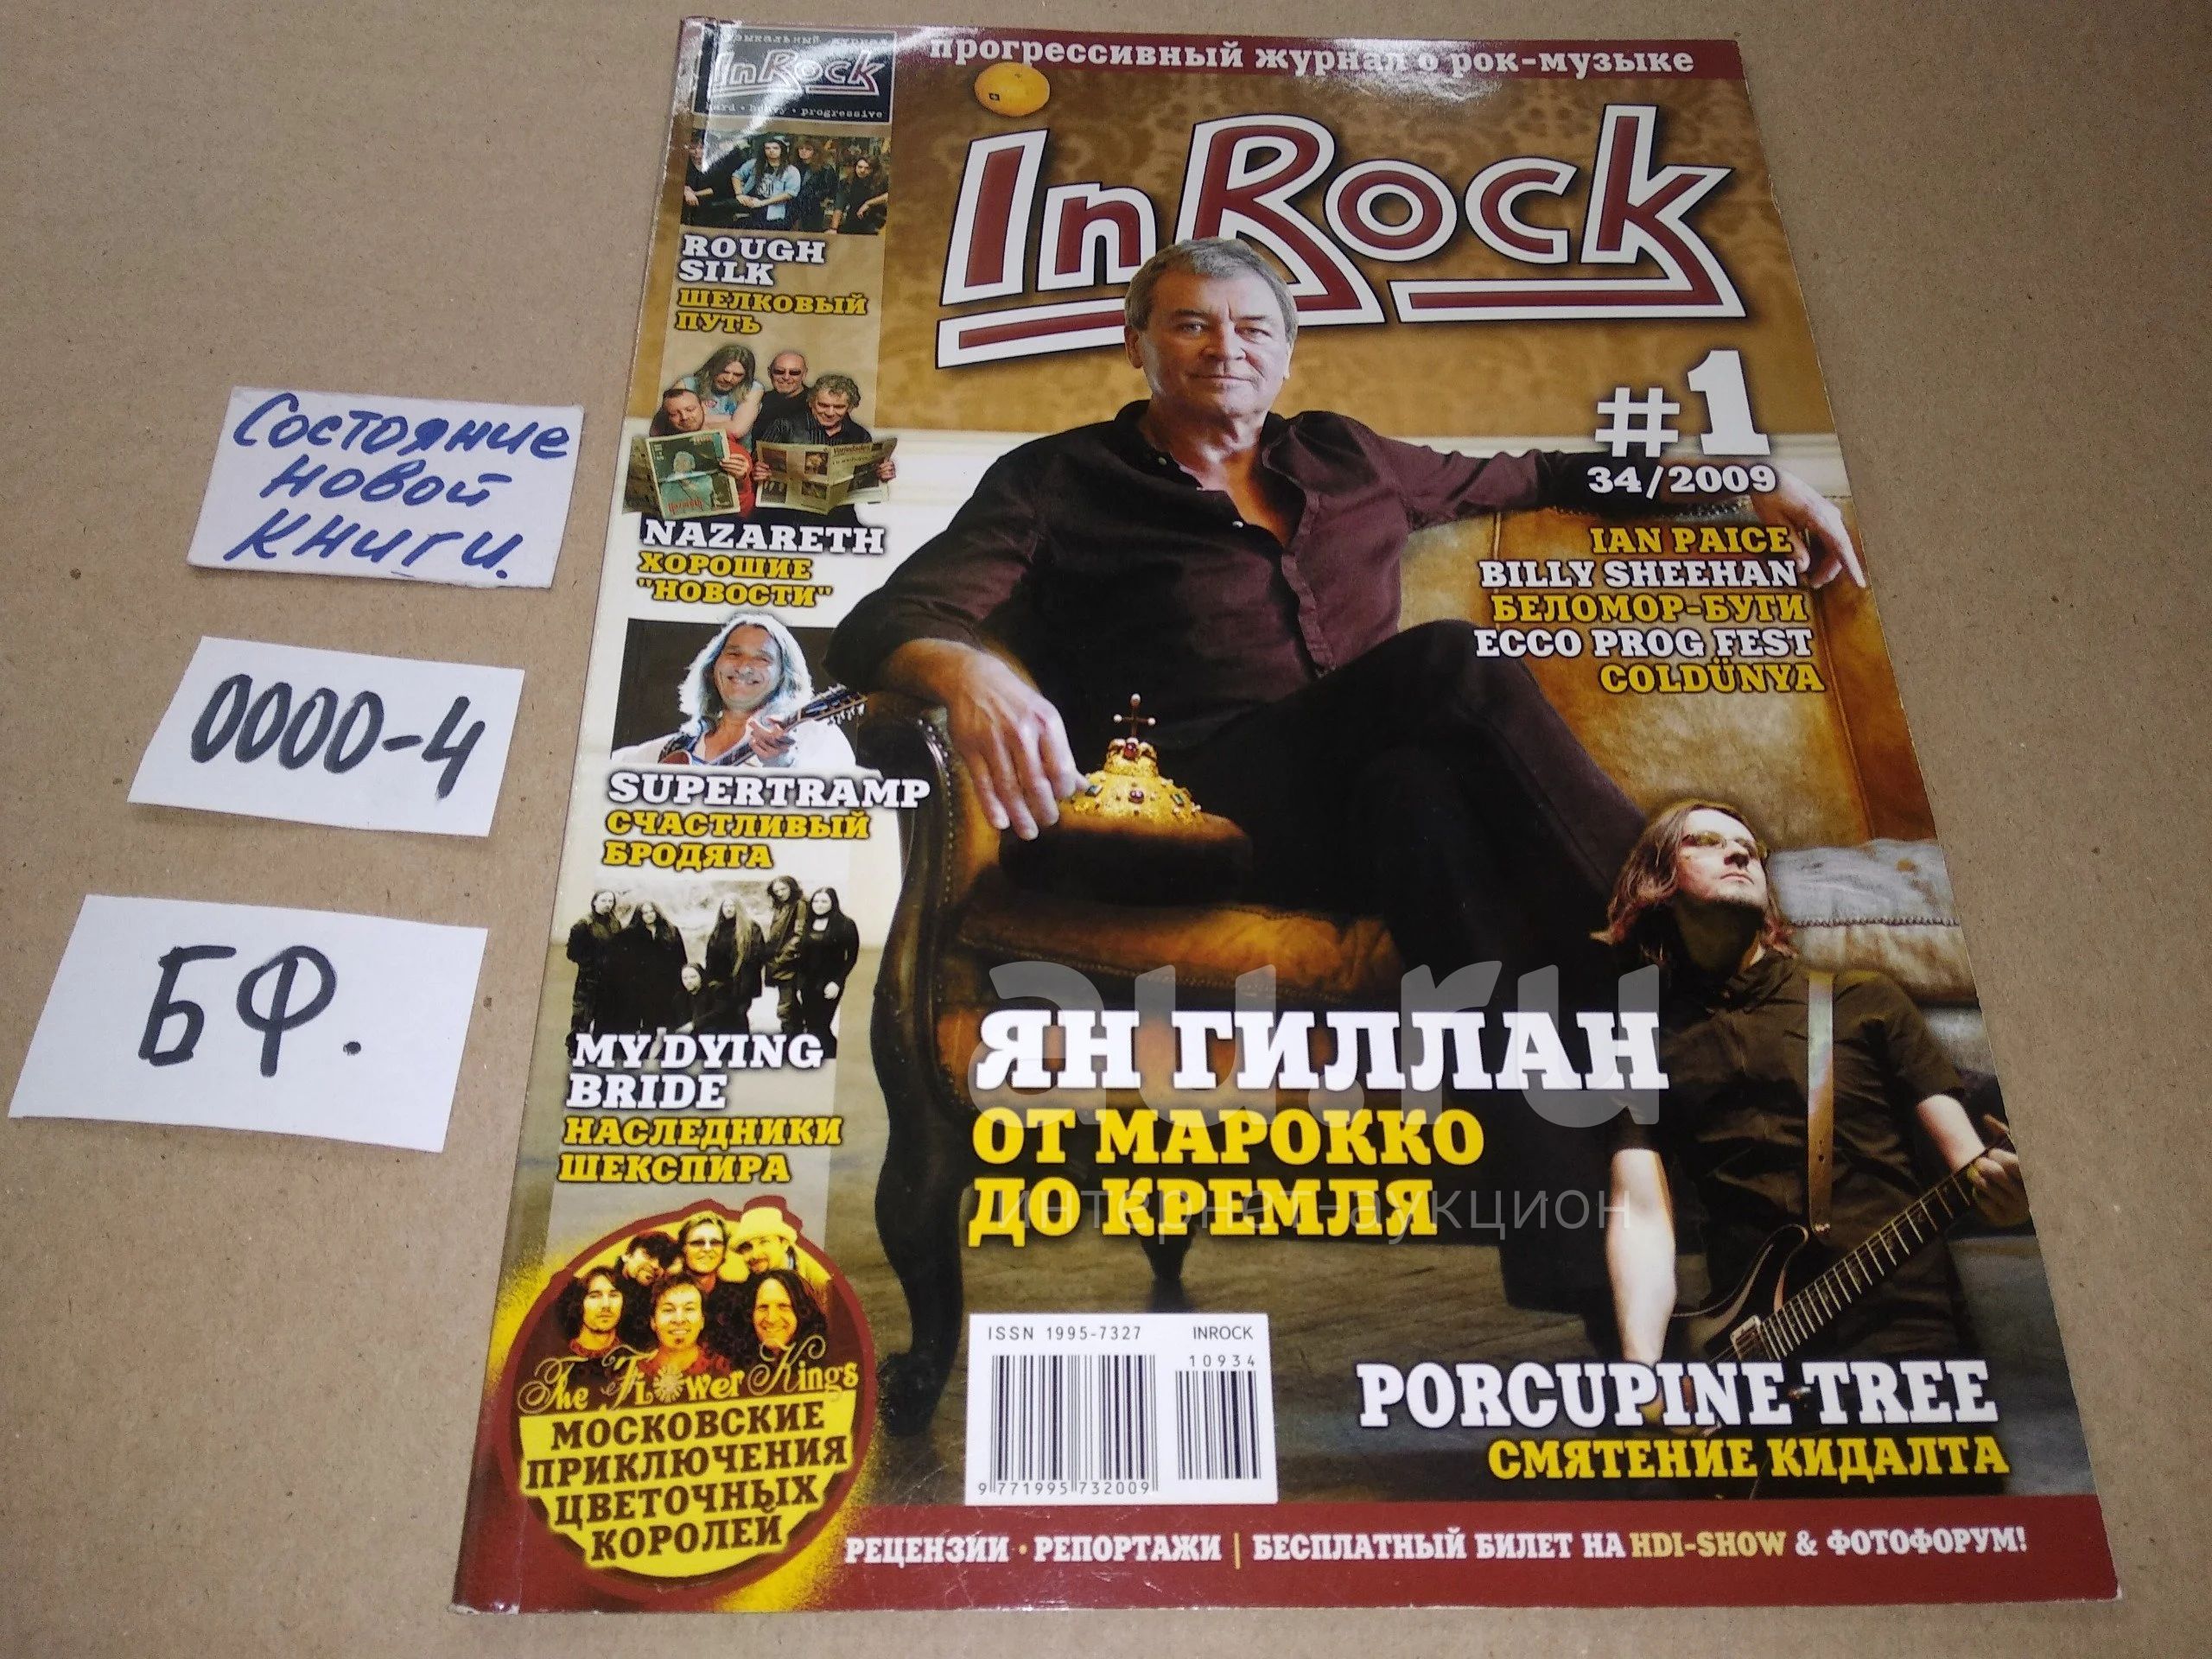 Состояние
новой
книги.
0000-4
БФ.
музыкальный журнал
InRock
hard • heavy • progressive
прогрессивный журнал о рок-музыке
InRock
#1
34/2009
ROUGH
SILK
ШЕЛКОВЫЙ
ПУТЬ
NAZARETH
ХОРОШИЕ
"НОВОСТИ"
SUPERTRAMP
СЧАСТЛИВЫЙ
БРОДЯГА
MY DYING
BRIDE
НАСЛЕДНИКИ
ШЕКСПИРА
The Flower Kings
МОСКОВСКИЕ
ПРИКЛЮЧЕНИЯ
ЦВЕТОЧНЫХ
КОРОЛЕЙ
IAN PAICE
BILLY SHEEHAN
БЕЛОМОР-БУГИ
ECCO PROG FEST
COLDÜNYA
au.ru
интернет-аукцион
ЯН ГИЛЛАН
ОТ МАРОККО
ДО КРЕМЛЯ
ISSN 1995-7327 INROCK
10934
9 771995 732009
PORCUPINE TREE
СМЯТЕНИЕ КИДАЛТА
РЕЦЕНЗИИ • РЕПОРТАЖИ | БЕСПЛАТНЫЙ БИЛЕТ НА HDI-SHOW & ФОТОФОРУМ!